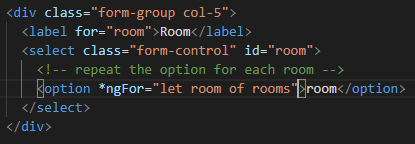 <div class="form-group col-5">
<label for="room">Room</label>
<select class="form-control" id="room">
<!-- repeat the option for each room -->
<option *ngFor="let room of rooms">room</option>
</select>
</div>